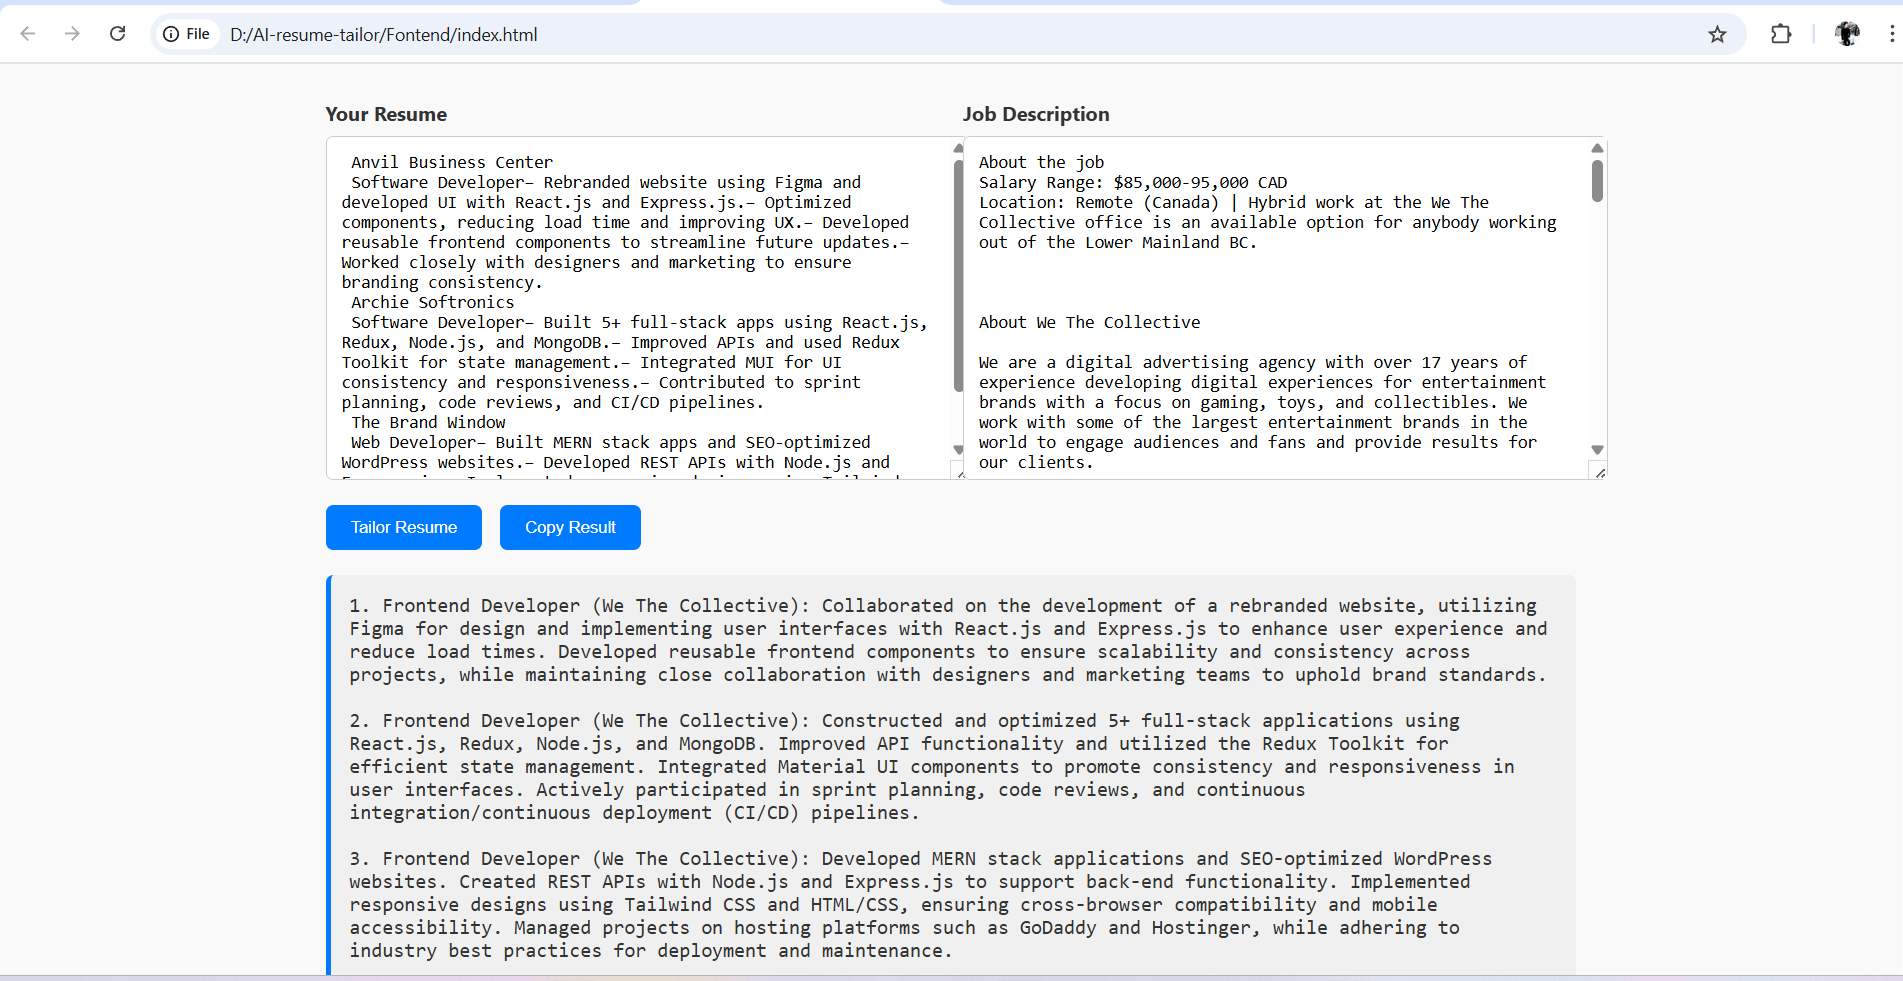 File D:/AI-resume-tailor/Fontend/index.html
Your Resume
Anvil Business Center
Software Developer– Rebranded website using Figma and
developed UI with React.js and Express.js.– Optimized
components, reducing load time and improving UX.– Developed
reusable frontend components to streamline future updates.–
Worked closely with designers and marketing to ensure
branding consistency.
Archie Softronics
Software Developer– Built 5+ full-stack apps using React.js,
Redux, Node.js, and MongoDB.– Improved APIs and used Redux
Toolkit for state management.– Integrated MUI for UI
consistency and responsiveness.– Contributed to sprint
planning, code reviews, and CI/CD pipelines.
The Brand Window
Web Developer– Built MERN stack apps and SEO-optimized
WordPress websites.– Developed REST APIs with Node.js and
Job Description
About the job
Salary Range: $85,000-95,000 CAD
Location: Remote (Canada) | Hybrid work at the We The
Collective office is an available option for anybody working
out of the Lower Mainland BC.
About We The Collective
We are a digital advertising agency with over 17 years of
experience developing digital experiences for entertainment
brands with a focus on gaming, toys, and collectibles. We
work with some of the largest entertainment brands in the
world to engage audiences and fans and provide results for
our clients.
Tailor Resume
Copy Result
1. Frontend Developer (We The Collective): Collaborated on the development of a rebranded website, utilizing
Figma for design and implementing user interfaces with React.js and Express.js to enhance user experience and
reduce load times. Developed reusable frontend components to ensure scalability and consistency across
projects, while maintaining close collaboration with designers and marketing teams to uphold brand standards.
2. Frontend Developer (We The Collective): Constructed and optimized 5+ full-stack applications using
React.js, Redux, Node.js, and MongoDB. Improved API functionality and utilized the Redux Toolkit for
efficient state management. Integrated Material UI components to promote consistency and responsiveness in
user interfaces. Actively participated in sprint planning, code reviews, and continuous
integration/continuous deployment (CI/CD) pipelines.
3. Frontend Developer (We The Collective): Developed MERN stack applications and SEO-optimized WordPress
websites. Created REST APIs with Node.js and Express.js to support back-end functionality. Implemented
responsive designs using Tailwind CSS and HTML/CSS, ensuring cross-browser compatibility and mobile
accessibility. Managed projects on hosting platforms such as GoDaddy and Hostinger, while adhering to
industry best practices for deployment and maintenance.